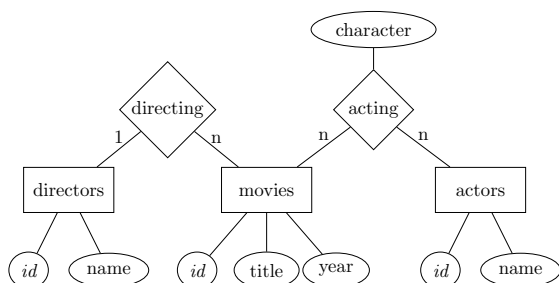 character
directing
acting
1
n
n
n
directors
movies
actors
id
name
id
title
year
id
name